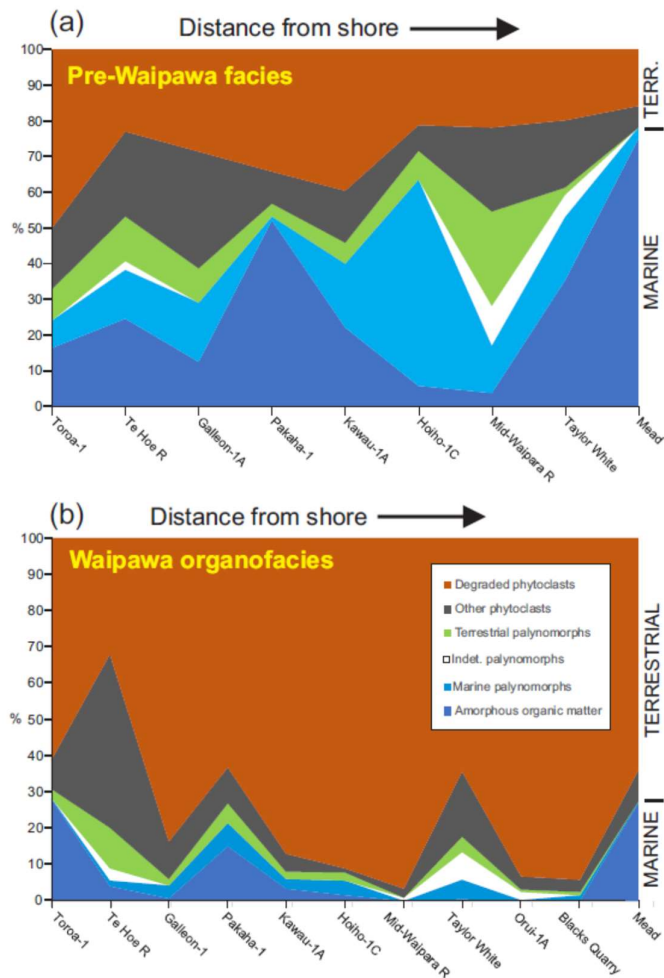 (a)
Distance from shore
Pre-Waipawa facies
100
90
80
70
60
50
%
40
30
20
10
0
TERR.
MARINE
Toroa-1
Te Hoe R
Galleon-1A
Pakaha-1
Kawau-1A
Hoiho-1C
Mid-Waipara R
Taylor White
Mead
(b)
Distance from shore
Waipawa organofacies
100
90
80
70
60
50
%
40
30
20
10
0
Degraded phytoclasts
Other phytoclasts
Terrestrial palynomorphs
Indet. palynomorphs
Marine palynomorphs
Amorphous organic matter
TERRESTRIAL
MARINE
Toroa-1
Te Hoe R
Galleon-1
Pakaha-1
Kawau-1A
Hoiho-1C
Mid-Waipara R
Taylor White
Orui-1A
Blacks Quarry
Mead